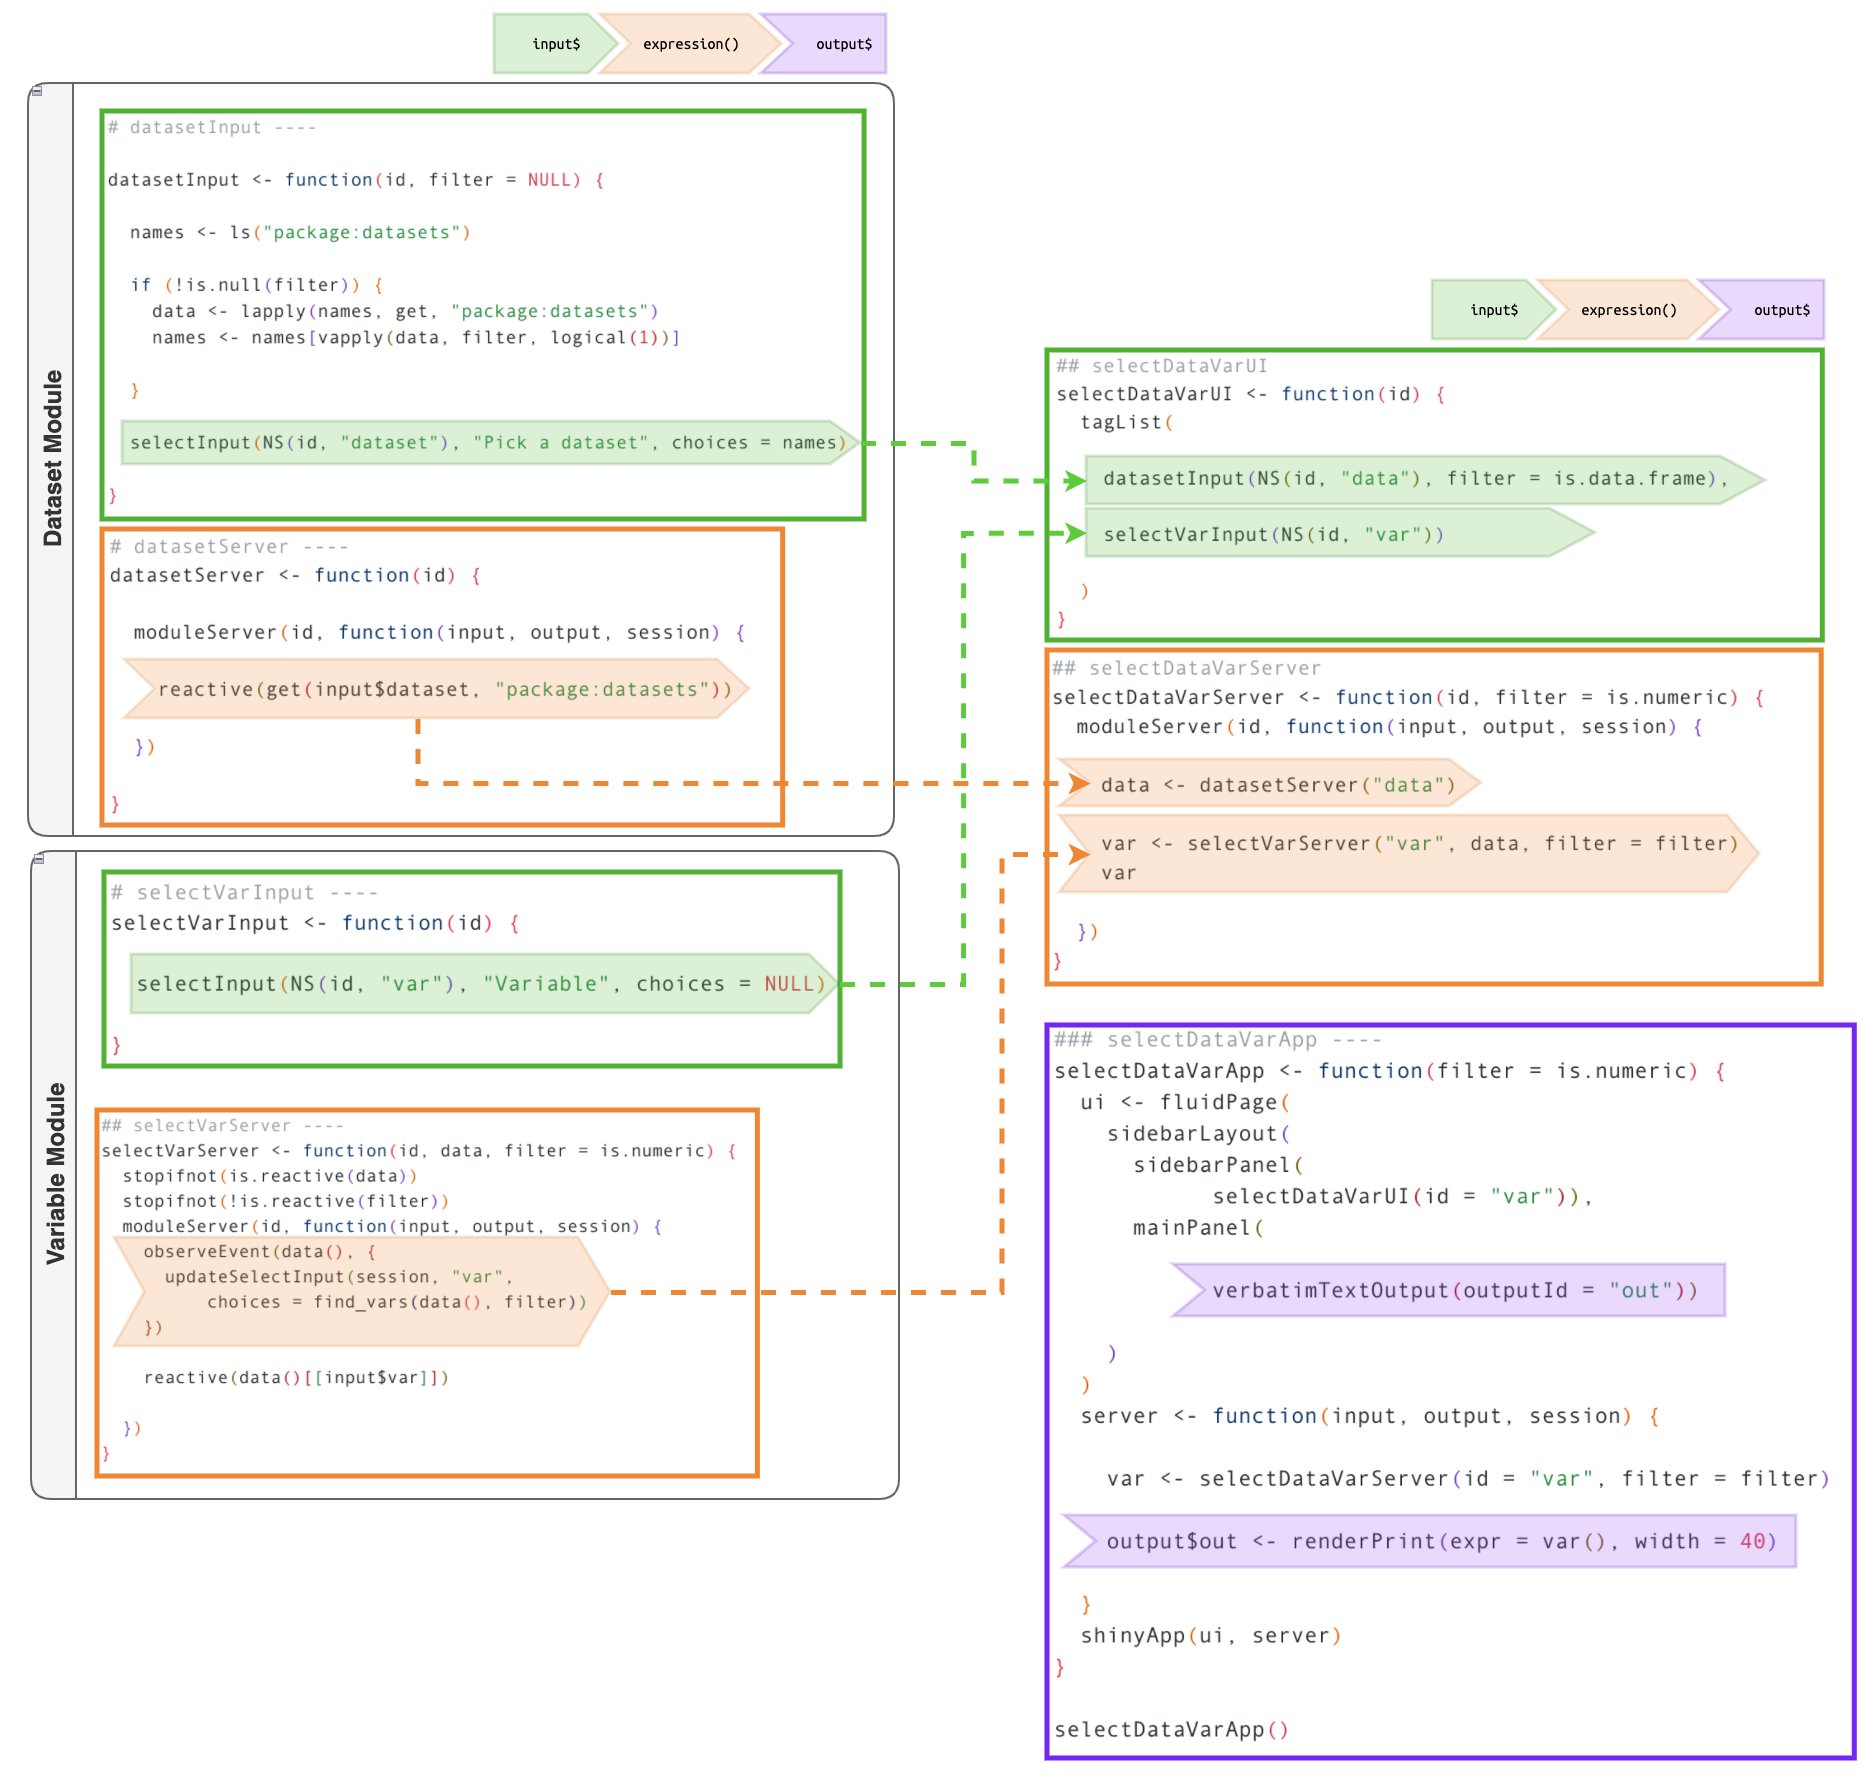 input$
expression()
output$
Dataset Module
# datasetInput ----
datasetInput <- function(id, filter = NULL) {
names <- ls("package:datasets")
if (!is.null(filter)) {
data <- lapply(names, get, "package:datasets")
names <- names[vapply(data, filter, logical(1))]
}
selectInput(NS(id, "dataset"), "Pick a dataset", choices = names)
}
# datasetServer ----
datasetServer <- function(id) {
moduleServer(id, function(input, output, session) {
reactive(get(input$dataset, "package:datasets"))
})
}
Variable Module
# selectVarInput ----
selectVarInput <- function(id) {
selectInput(NS(id, "var"), "Variable", choices = NULL)
}
## selectVarServer ----
selectVarServer <- function(id, data, filter = is.numeric) {
stopifnot(is.reactive(data))
stopifnot(!is.reactive(filter))
moduleServer(id, function(input, output, session) {
observeEvent(data(), {
updateSelectInput(session, "var",
choices = find_vars(data(), filter))
})
reactive(data()[[input$var]])
})
}
input$
expression()
output$
## selectDataVarUI
selectDataVarUI <- function(id) {
tagList(
datasetInput(NS(id, "data"), filter = is.data.frame),
selectVarInput(NS(id, "var"))
)
}
## selectDataVarServer
selectDataVarServer <- function(id, filter = is.numeric) {
moduleServer(id, function(input, output, session) {
data <- datasetServer("data")
var <- selectVarServer("var", data, filter = filter)
var
})
}
### selectDataVarApp ----
selectDataVarApp <- function(filter = is.numeric) {
ui <- fluidPage(
sidebarLayout(
sidebarPanel(
selectDataVarUI(id = "var")),
mainPanel(
verbatimTextOutput(outputId = "out"))
)
)
server <- function(input, output, session) {
var <- selectDataVarServer(id = "var", filter = filter)
output$out <- renderPrint(expr = var(), width = 40)
}
shinyApp(ui, server)
}
selectDataVarApp()